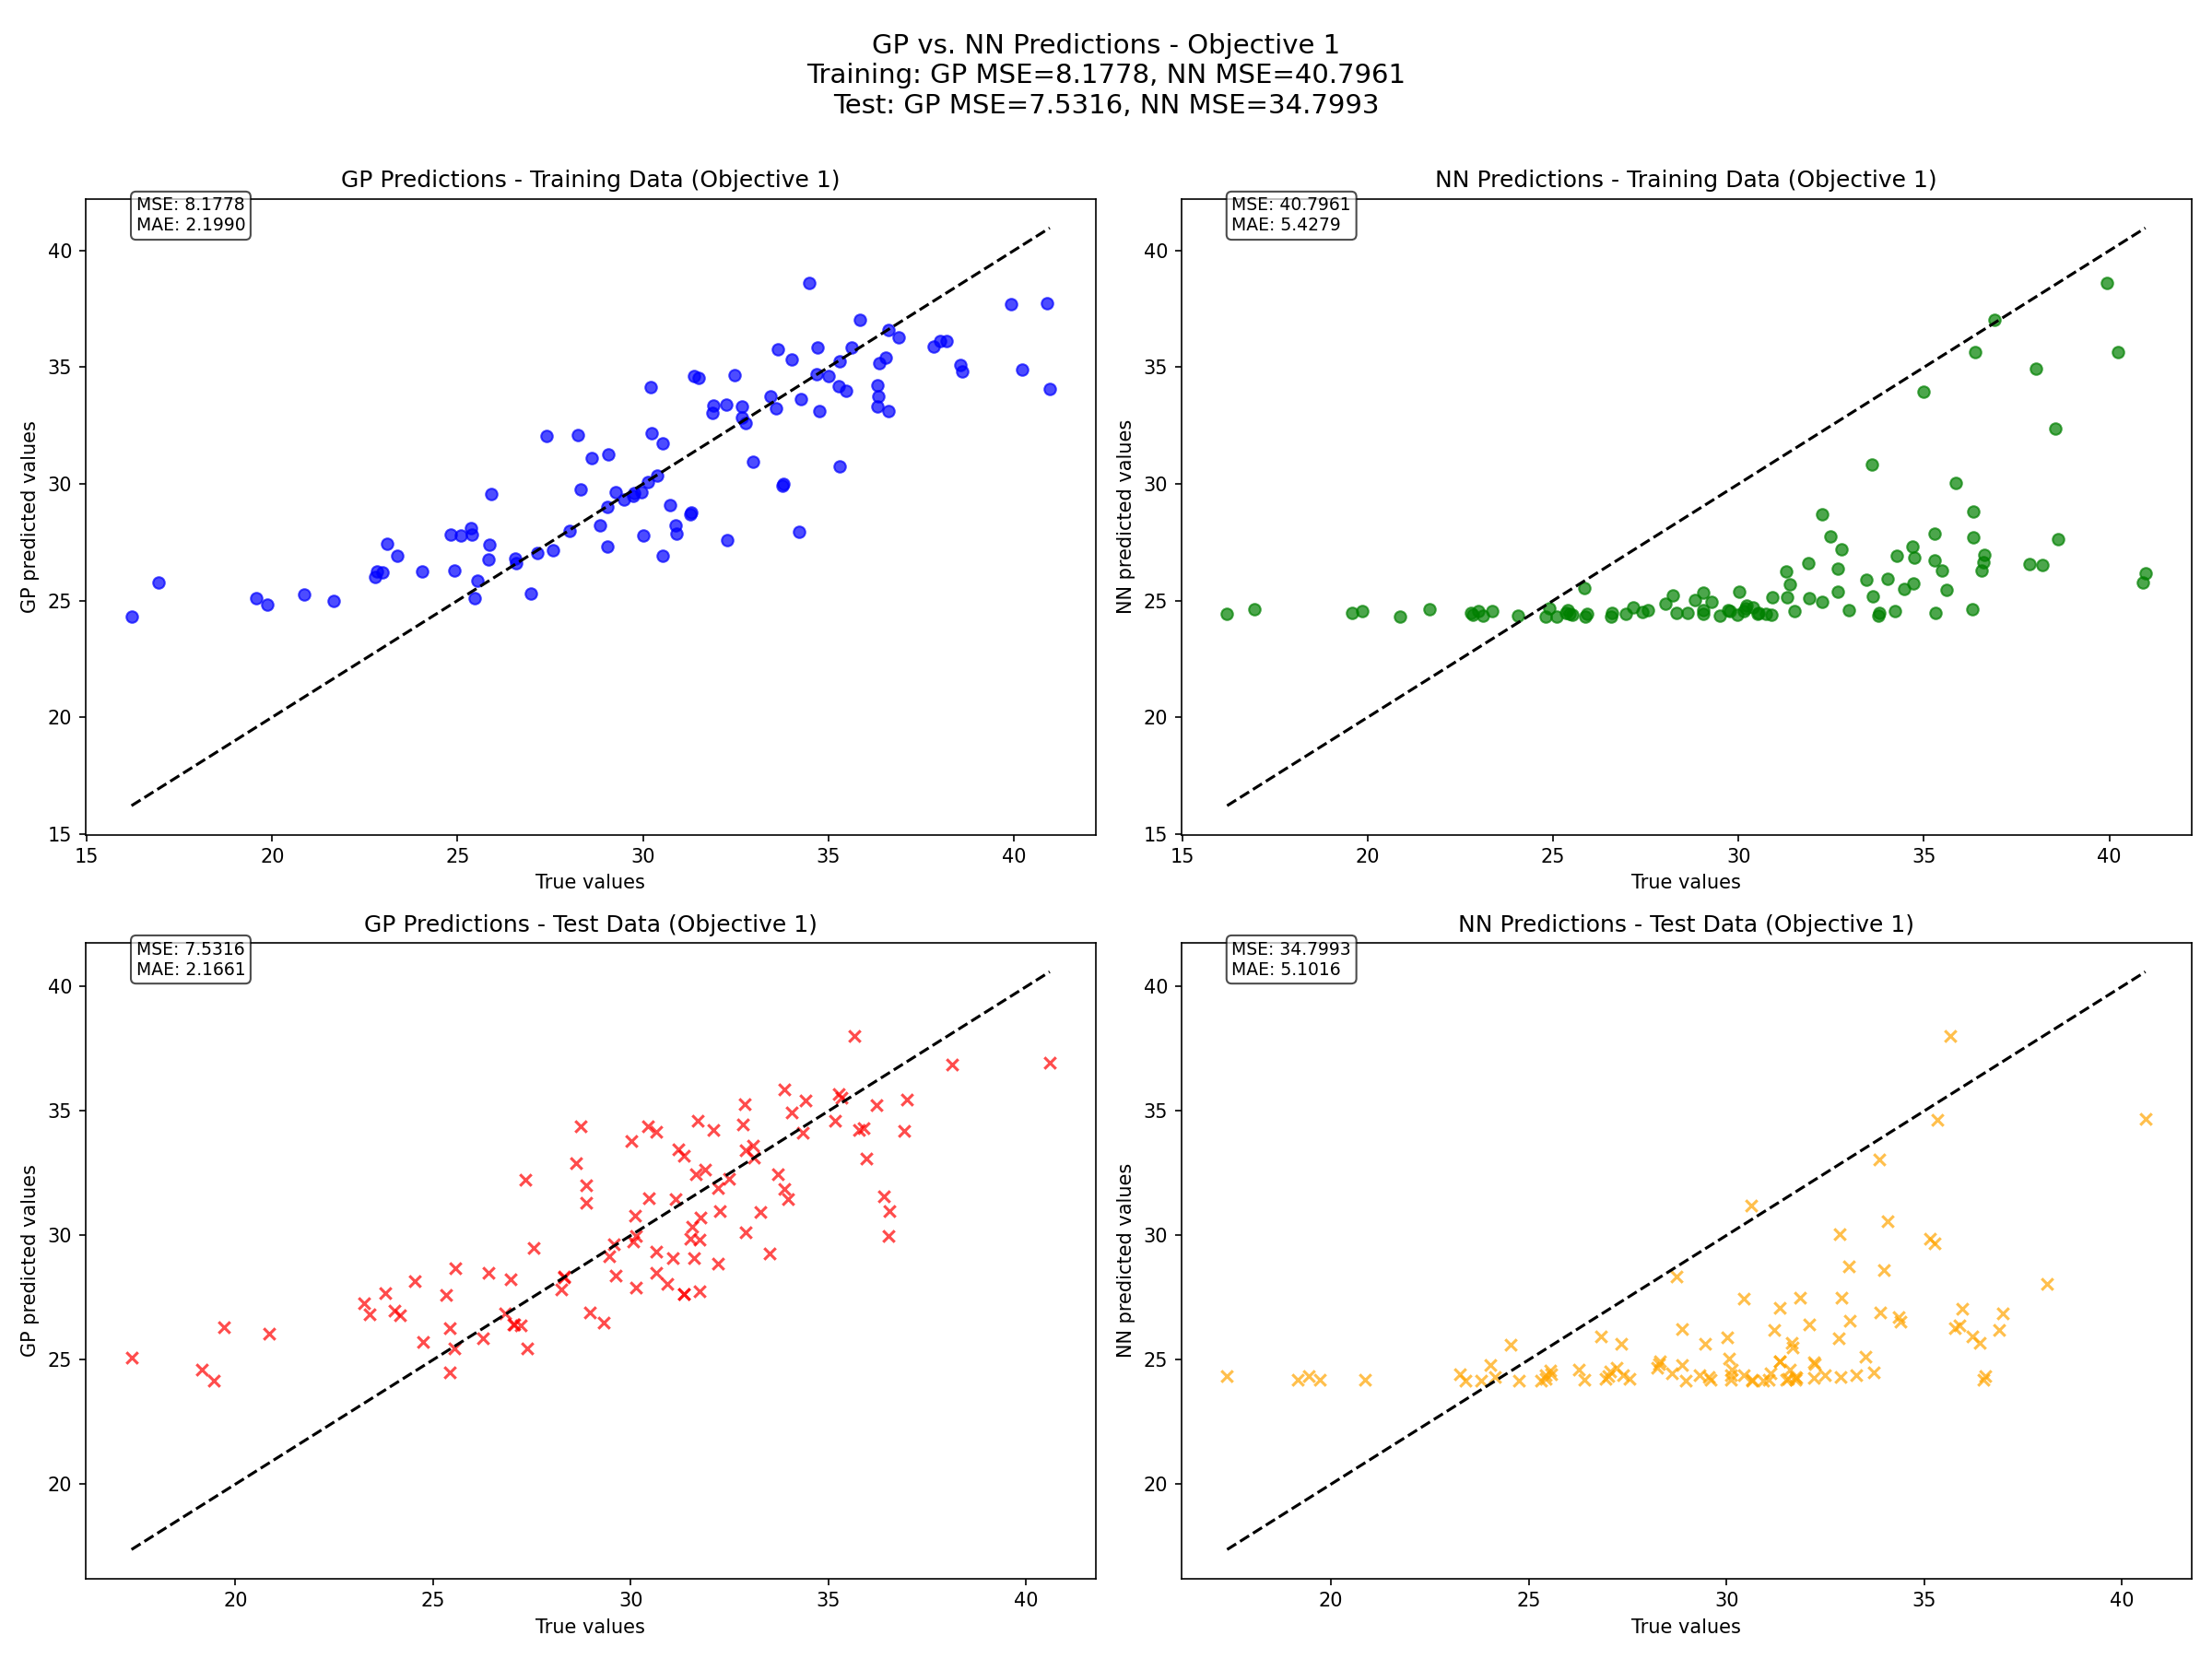 GP vs. NN Predictions - Objective 1
Training: GP MSE=8.1778, NN MSE=40.7961
Test: GP MSE=7.5316, NN MSE=34.7993
GP Predictions - Training Data (Objective 1)
MSE: 8.1778
MAE: 2.1990
GP predicted values
40
35
30
25
20
15
15 20 25 30 35 40
True values
NN Predictions - Training Data (Objective 1)
MSE: 40.7961
MAE: 5.4279
NN predicted values
40
35
30
25
20
15
15 20 25 30 35 40
True values
GP Predictions - Test Data (Objective 1)
MSE: 7.5316
MAE: 2.1661
GP predicted values
40
35
30
25
20
20 25 30 35 40
True values
NN Predictions - Test Data (Objective 1)
MSE: 34.7993
MAE: 5.1016
NN predicted values
40
35
30
25
20
20 25 30 35 40
True values